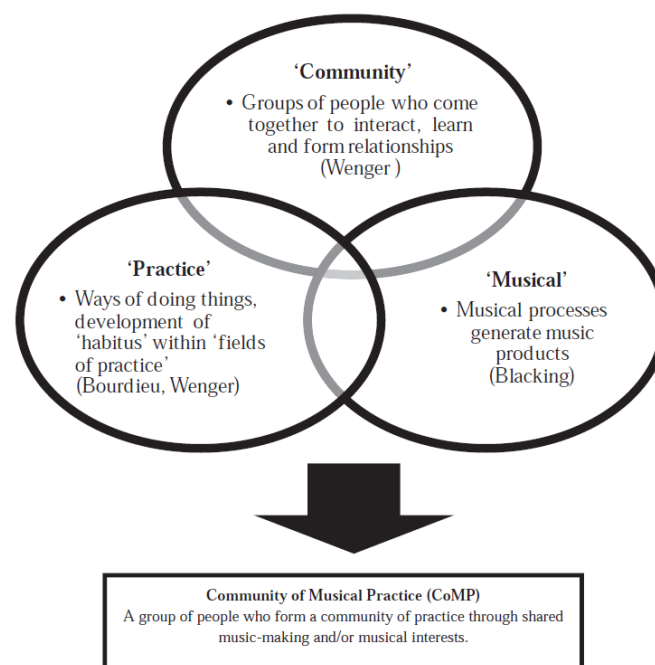 ‘Community’
• Groups of people who come
together to interact, learn
and form relationships
(Wenger )
‘Practice’
• Ways of doing things,
development of
‘habitus’ within ‘fields
of practice’
(Bourdieu, Wenger)
‘Musical’
• Musical processes
generate music
products
(Blacking)
Community of Musical Practice (CoMP)
A group of people who form a community of practice through shared
music-making and/or musical interests.